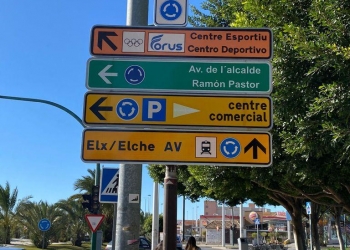 Forus
Centre Esportiu
Centro Deportivo
Av. de l´alcalde
Ramón Pastor
P
centre
comercial
Elx/Elche AV